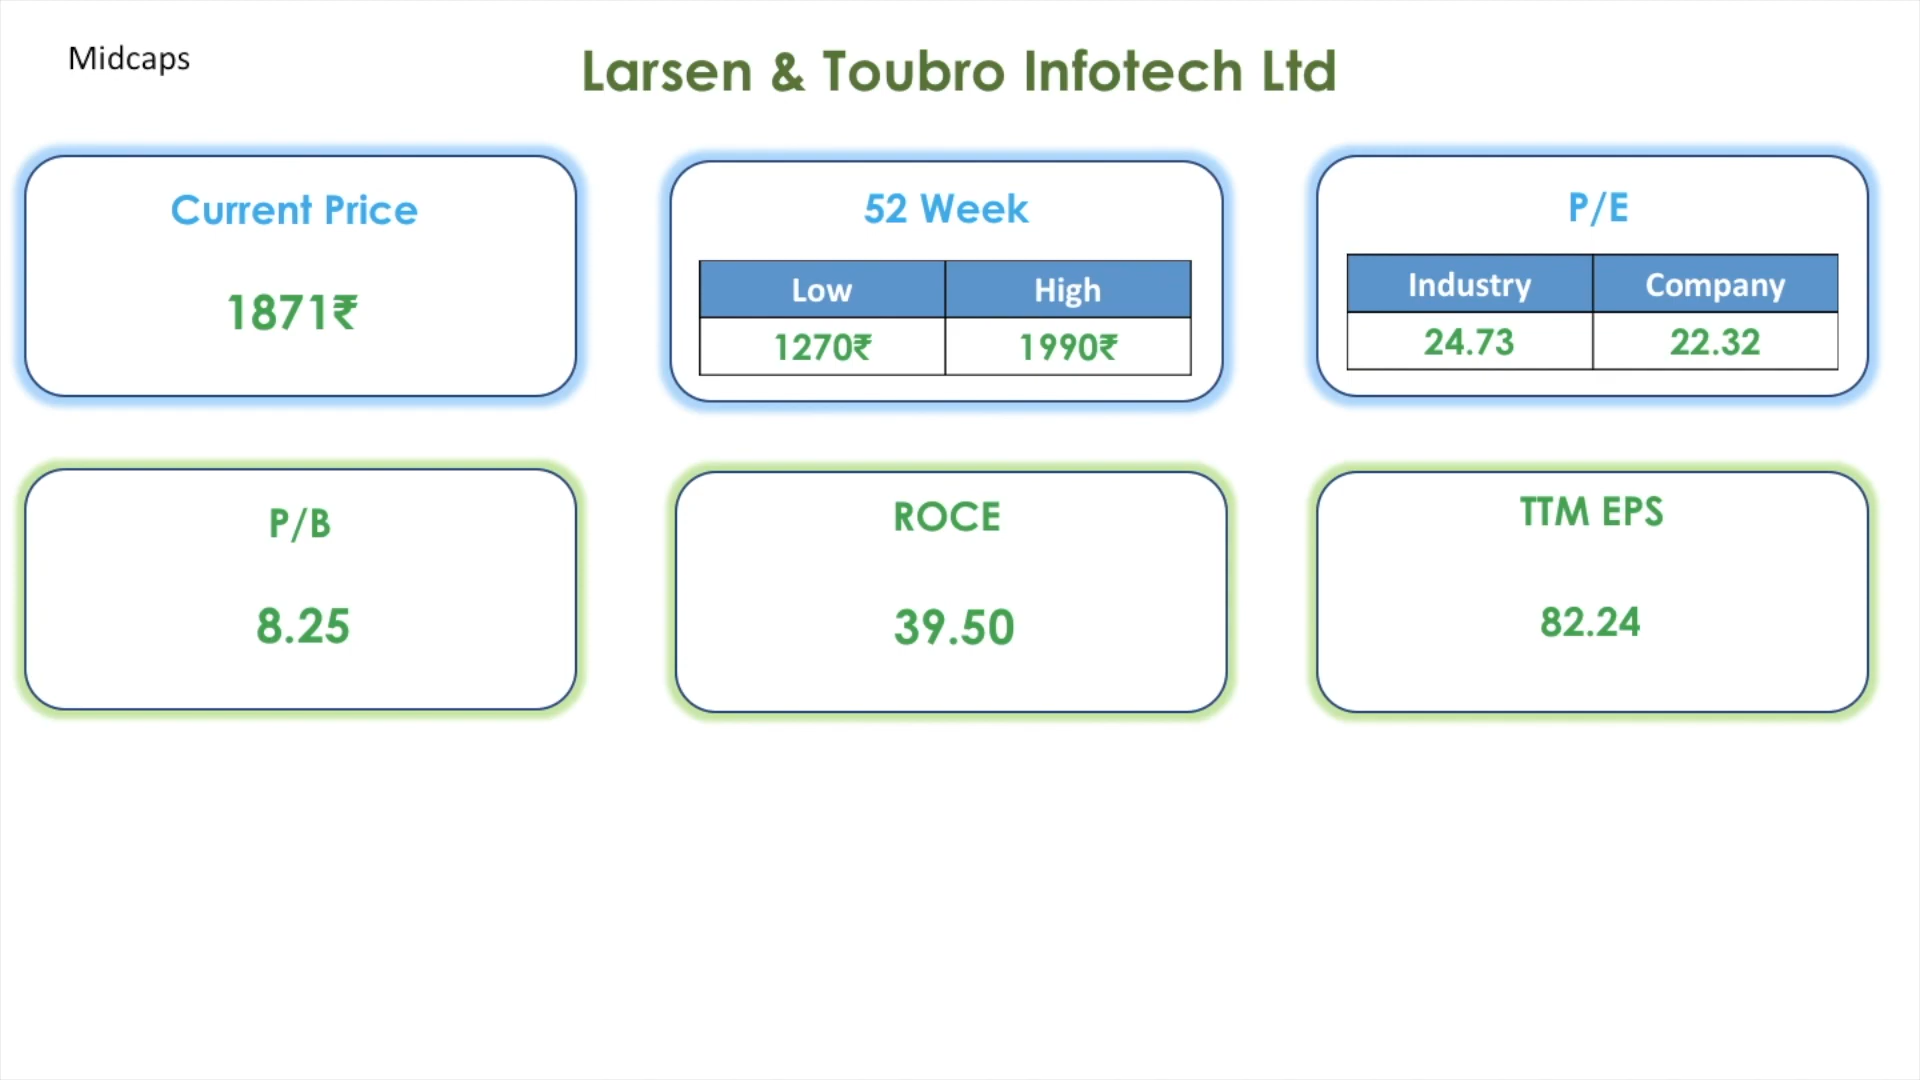 Midcaps
Larsen & Toubro Infotech Ltd
Current Price
1871₹
52 Week
Low High
1270₹ 1990₹
P/E
Industry Company
24.73 22.32
P/B
8.25
ROCE
39.50
TTM EPS
82.24